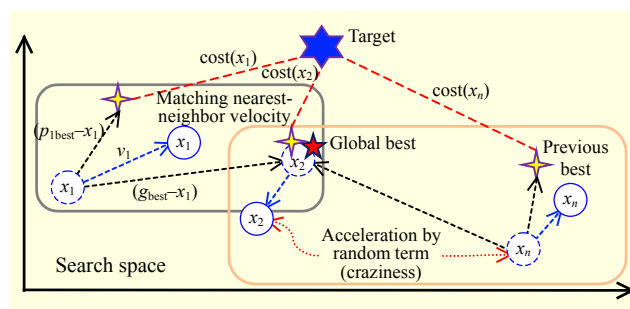 Target
cost(x₁)
cost(x₂)
cost(xₙ)
Matching nearest-
neighbor velocity
(p₁best–x₁)
v₁
x₁
x₁
(gbest–x₁)
Global best
x₂
x₂
Previous
best
xₙ
xₙ
Acceleration by
random term
(craziness)
Search space